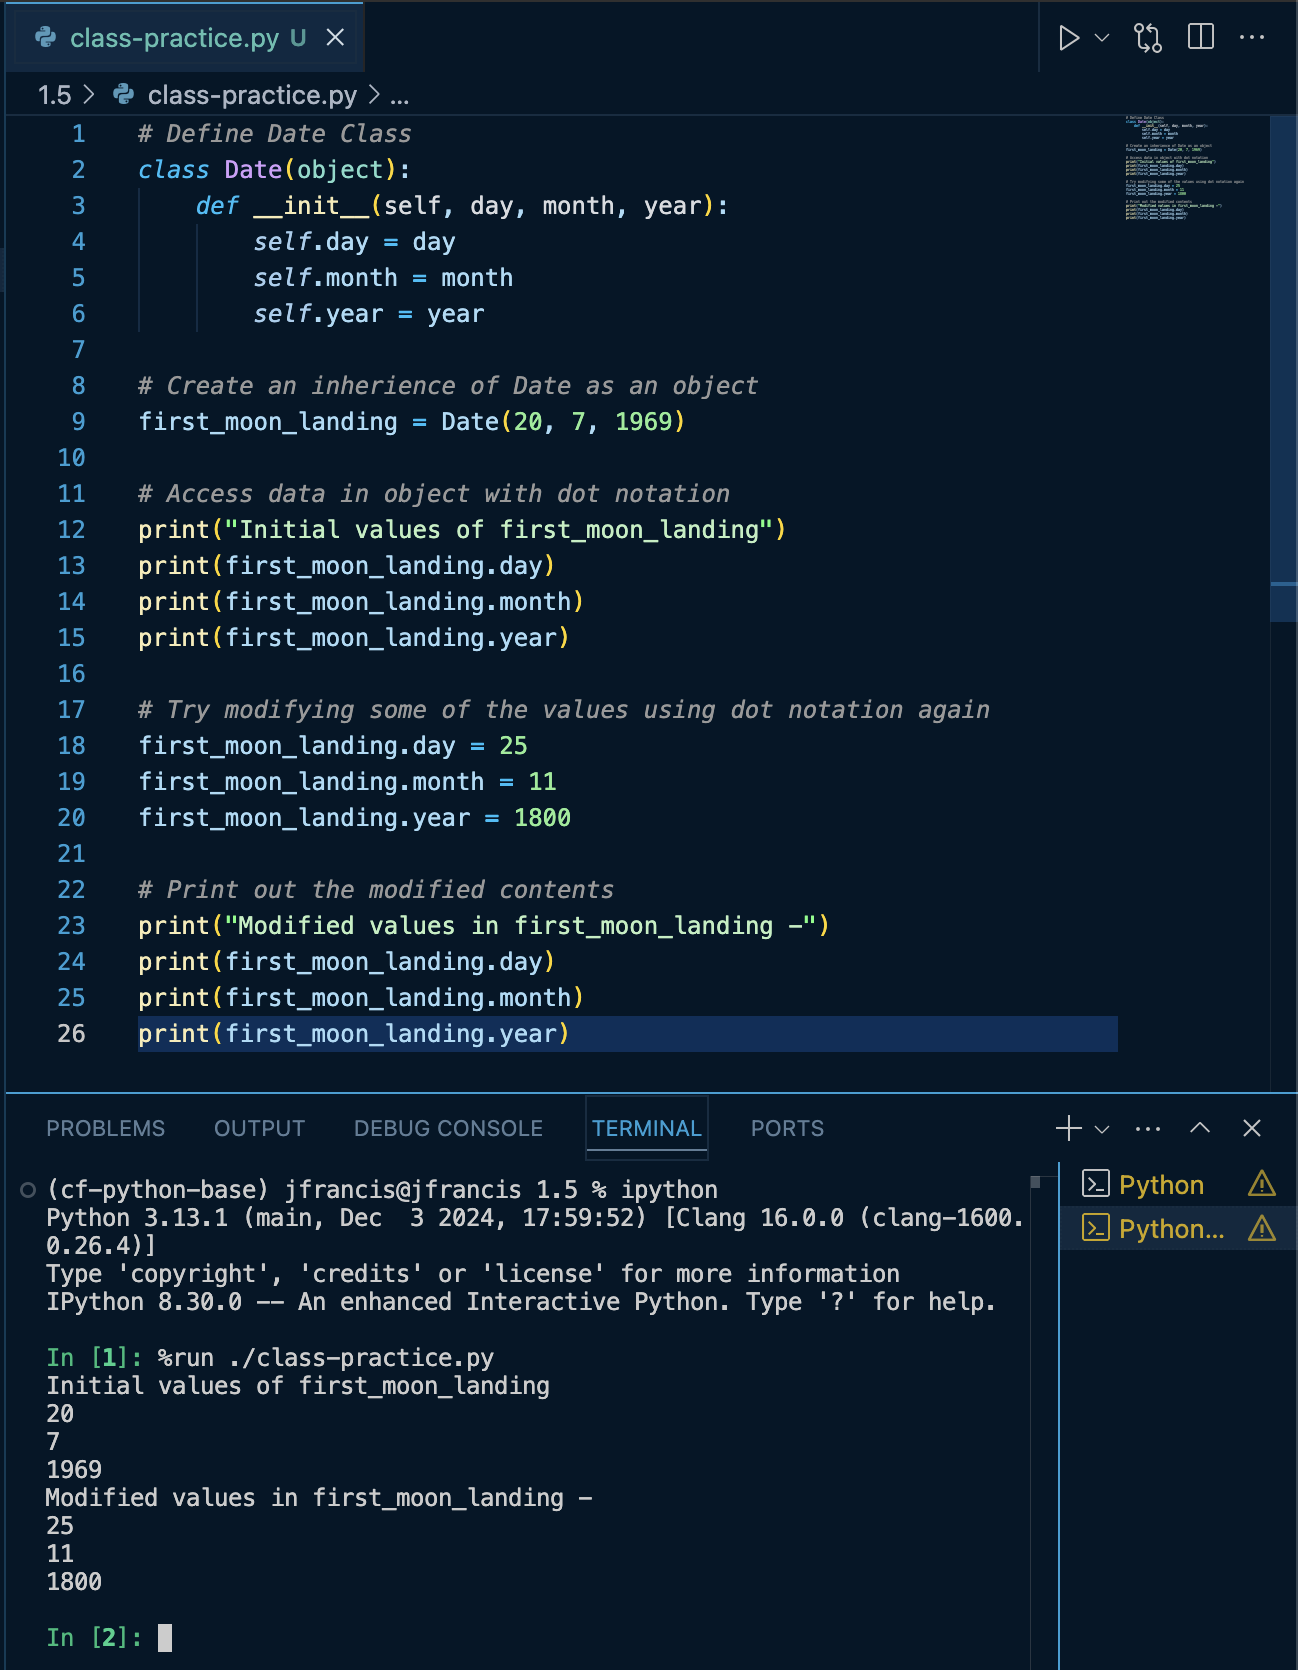 class-practice.py U
1.5 > class-practice.py > ...
1 # Define Date Class
2 class Date(object):
3     def __init__(self, day, month, year):
4         self.day = day
5         self.month = month
6         self.year = year
7
8 # Create an inherience of Date as an object
9 first_moon_landing = Date(20, 7, 1969)
10
11 # Access data in object with dot notation
12 print("Initial values of first_moon_landing")
13 print(first_moon_landing.day)
14 print(first_moon_landing.month)
15 print(first_moon_landing.year)
16
17 # Try modifying some of the values using dot notation again
18 first_moon_landing.day = 25
19 first_moon_landing.month = 11
20 first_moon_landing.year = 1800
21
22 # Print out the modified contents
23 print("Modified values in first_moon_landing -")
24 print(first_moon_landing.day)
25 print(first_moon_landing.month)
26 print(first_moon_landing.year)
PROBLEMS OUTPUT DEBUG CONSOLE TERMINAL PORTS
(cf-python-base) jfrancis@jfrancis 1.5 % ipython
Python 3.13.1 (main, Dec  3 2024, 17:59:52) [Clang 16.0.0 (clang-1600.
0.26.4)]
Type 'copyright', 'credits' or 'license' for more information
IPython 8.30.0 -- An enhanced Interactive Python. Type '?' for help.
In [1]: %run ./class-practice.py
Initial values of first_moon_landing
20
7
1969
Modified values in first_moon_landing -
25
11
1800
In [2]:
Python
Python...